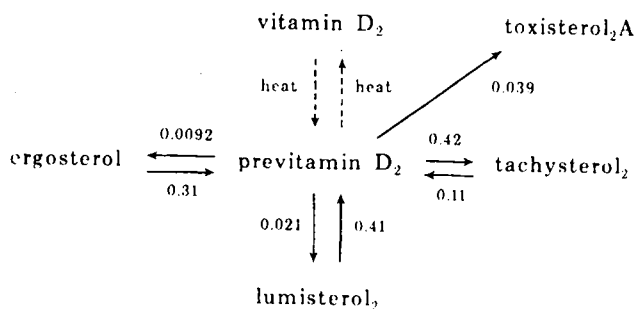 vitamin D₂
toxisterol₂A
heat heat
0.039
0.0092
0.42
ergosterol
previtamin D₂
tachysterol₂
0.31
0.11
0.021
0.41
lumisterol₂